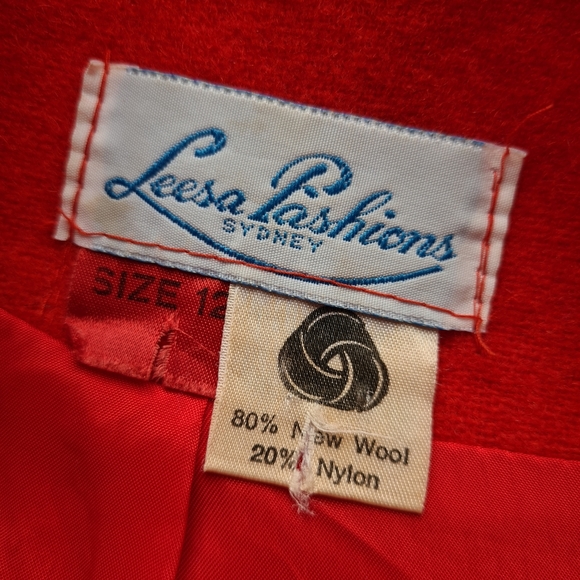 Leesa Fashions
SYDNEY
SIZE 12
80% New Wool
20% Nylon